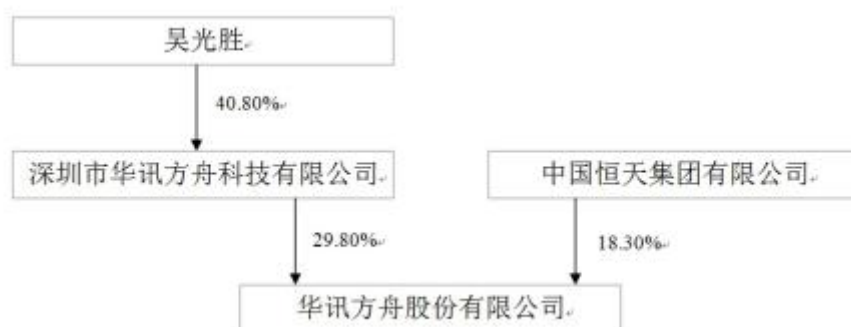 吴光胜
40.80%
深圳市华讯方舟科技有限公司
中国恒天集团有限公司
29.80%
18.30%
华讯方舟股份有限公司